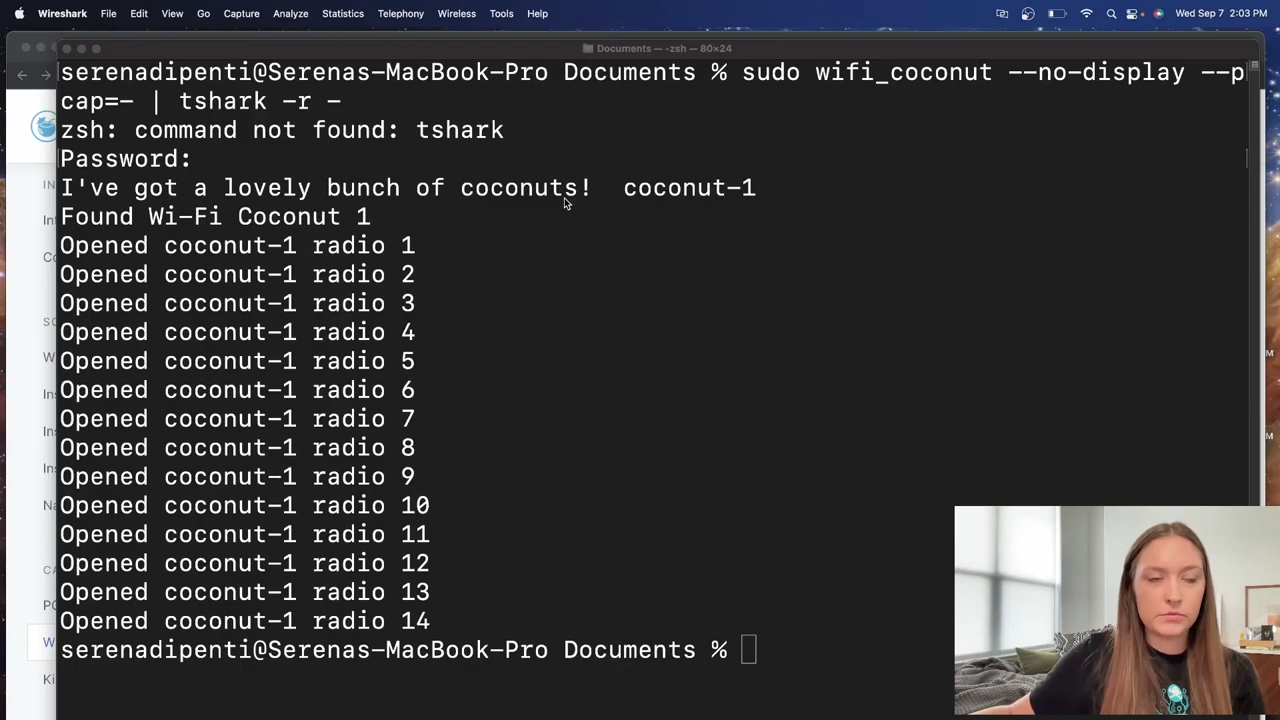 Wireshark File Edit View Go Capture Analyze Statistics Telephony Wireless Tools Help Wed Sep 7 2:03 PM
Documents — -zsh — 80×24
serenadipenti@Serenas-MacBook-Pro Documents % sudo wifi_coconut --no-display --p
cap=- | tshark -r -
zsh: command not found: tshark
Password:
I've got a lovely bunch of coconuts! coconut-1
Found Wi-Fi Coconut 1
Opened coconut-1 radio 1
Opened coconut-1 radio 2
Opened coconut-1 radio 3
Opened coconut-1 radio 4
Opened coconut-1 radio 5
Opened coconut-1 radio 6
Opened coconut-1 radio 7
Opened coconut-1 radio 8
Opened coconut-1 radio 9
Opened coconut-1 radio 10
Opened coconut-1 radio 11
Opened coconut-1 radio 12
Opened coconut-1 radio 13
Opened coconut-1 radio 14
serenadipenti@Serenas-MacBook-Pro Documents %